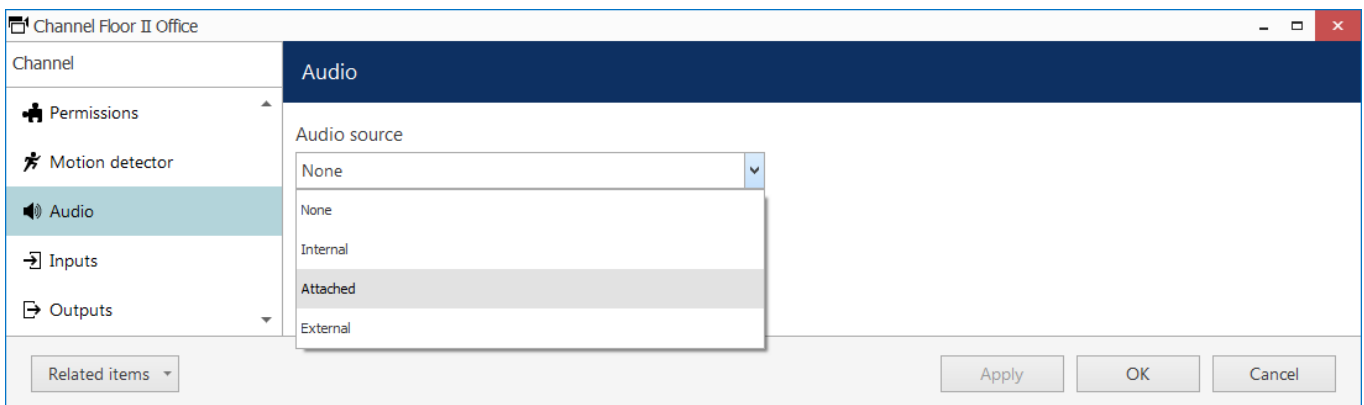 Channel Floor II Office
Channel
Permissions
Motion detector
Audio
Inputs
Outputs
Audio
Audio source
None
None
Internal
Attached
External
Related items
Apply
OK
Cancel